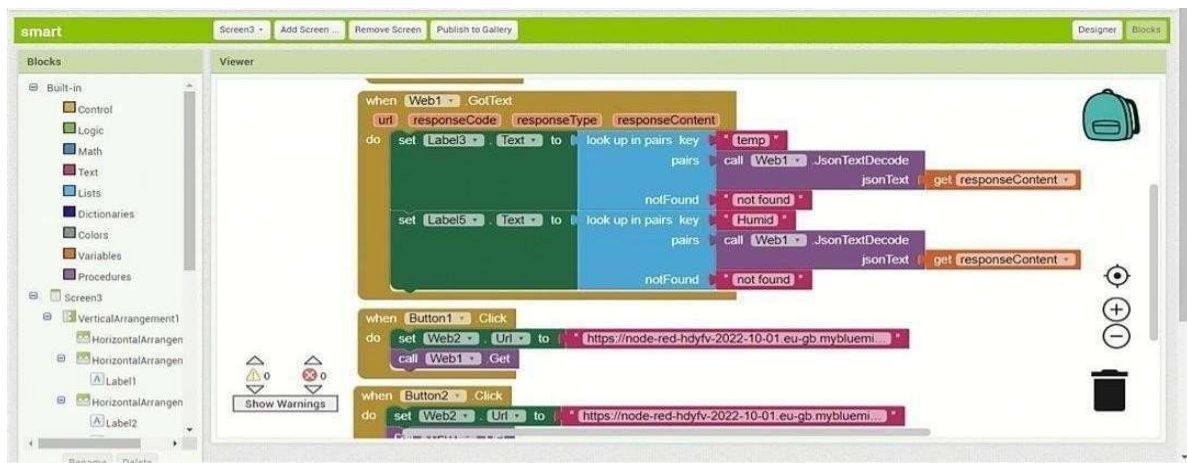 smart
Screen3
Add Screen ...
Remove Screen
Publish to Gallery
Designer
Blocks
Blocks
Viewer
Built-in
Control
Logic
Math
Text
Lists
Dictionaries
Colors
Variables
Procedures
Screen3
VerticalArrangement1
HorizontalArrangen
HorizontalArrangen
Label1
HorizontalArrangen
Label2
Rename Delete
when Web1 .GotText
url responseCode responseType responseContent
do set Label3 . Text to look up in pairs key " temp "
pairs call Web1 .JsonTextDecode
jsonText get responseContent
notFound " not found "
set Label5 . Text to look up in pairs key " Humid "
pairs call Web1 .JsonTextDecode
jsonText get responseContent
notFound " not found "
when Button1 .Click
do set Web2 . Url to " https://node-red-hdyfv-2022-10-01.eu-gb.mybluemi... "
call Web1 .Get
when Button2 .Click
do set Web2 . Url to " https://node-red-hdyfv-2022-10-01.eu-gb.mybluemi... "
0 0
Show Warnings